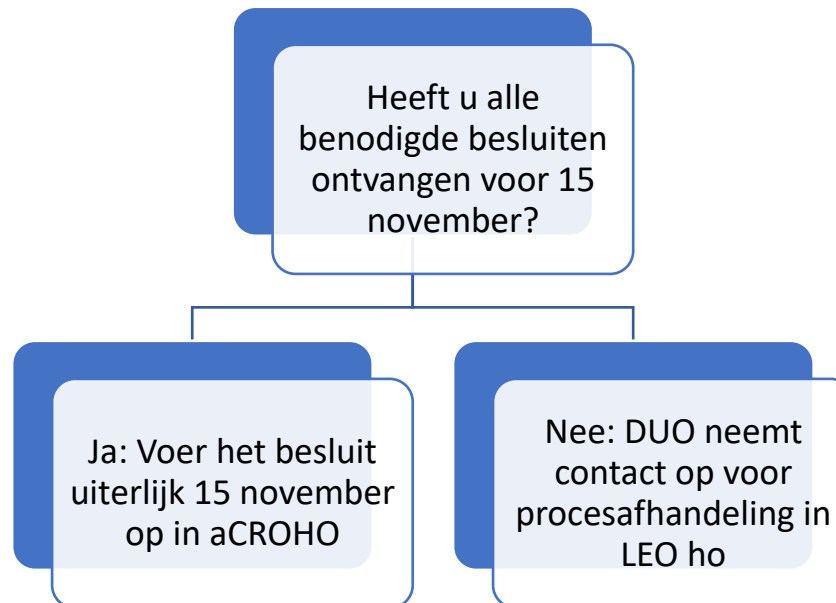 Heeft u alle
benodigde besluiten
ontvangen voor 15
november?
Ja: Voer het besluit
uiterlijk 15 november
op in aCROHO
Nee: DUO neemt
contact op voor
procesafhandeling in
LEO ho